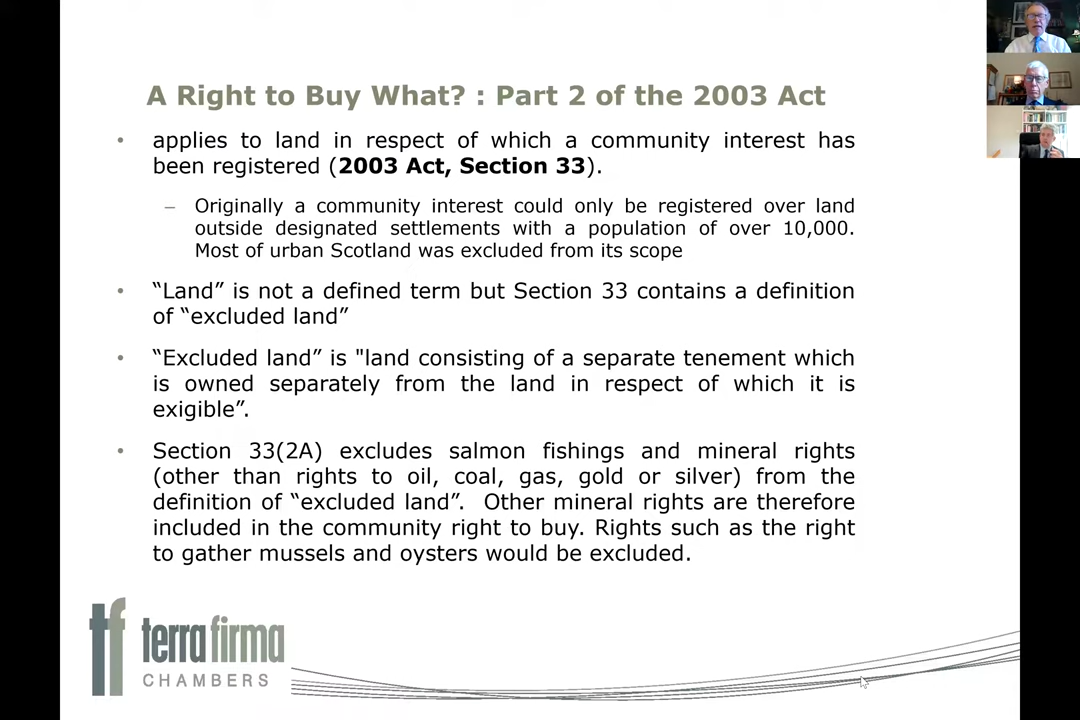 A Right to Buy What? : Part 2 of the 2003 Act
• applies to land in respect of which a community interest has
been registered (2003 Act, Section 33).
– Originally a community interest could only be registered over land
outside designated settlements with a population of over 10,000.
Most of urban Scotland was excluded from its scope
• “Land” is not a defined term but Section 33 contains a definition
of “excluded land”
• “Excluded land” is "land consisting of a separate tenement which
is owned separately from the land in respect of which it is
exigible”.
• Section 33(2A) excludes salmon fishings and mineral rights
(other than rights to oil, coal, gas, gold or silver) from the
definition of “excluded land”. Other mineral rights are therefore
included in the community right to buy. Rights such as the right
to gather mussels and oysters would be excluded.
tf terra firma
CHAMBERS